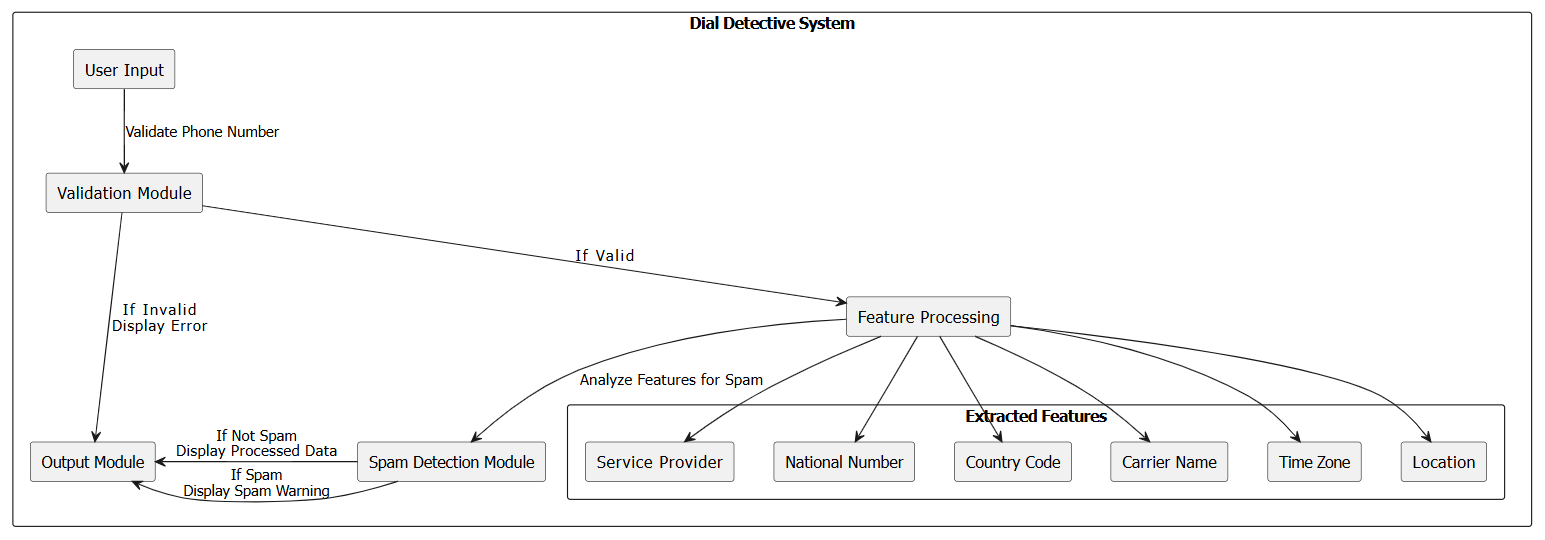 Dial Detective System
User Input
Validate Phone Number
Validation Module
If Valid
If Invalid
Display Error
Feature Processing
Analyze Features for Spam
Extracted Features
If Not Spam
Display Processed Data
Output Module
Spam Detection Module
Service Provider
National Number
Country Code
Carrier Name
Time Zone
Location
If Spam
Display Spam Warning